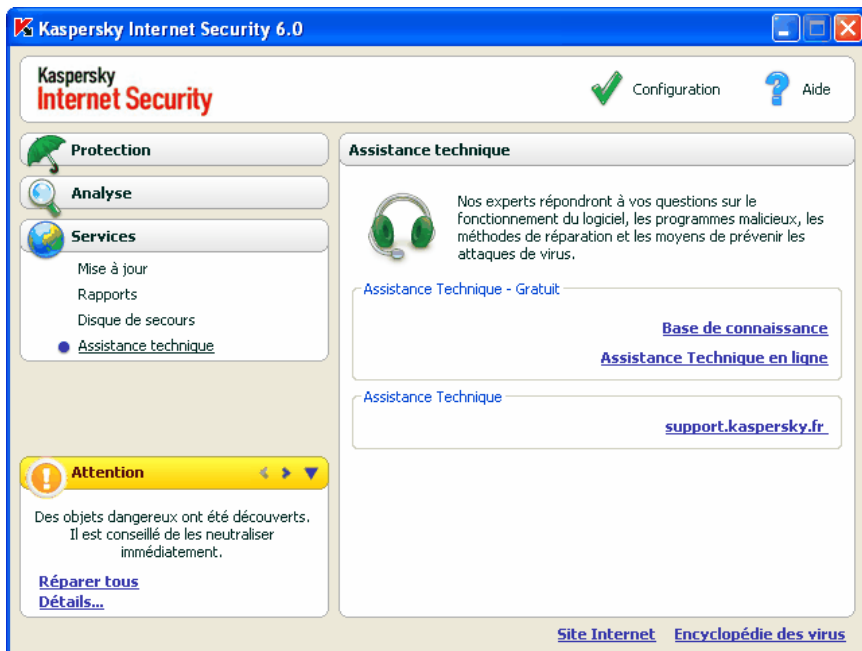 Kaspersky Internet Security 6.0
Kaspersky
Internet Security
Configuration
Aide
Protection
Analyse
Services
Mise à jour
Rapports
Disque de secours
Assistance technique
Attention
Des objets dangereux ont été découverts.
Il est conseillé de les neutraliser
immédiatement.
Réparer tous
Détails...
Assistance technique
Nos experts répondront à vos questions sur le
fonctionnement du logiciel, les programmes malicieux, les
méthodes de réparation et les moyens de prévenir les
attaques de virus.
Assistance Technique - Gratuit
Base de connaissance
Assistance Technique en ligne
Assistance Technique
support.kaspersky.fr
Site Internet
Encyclopédie des virus